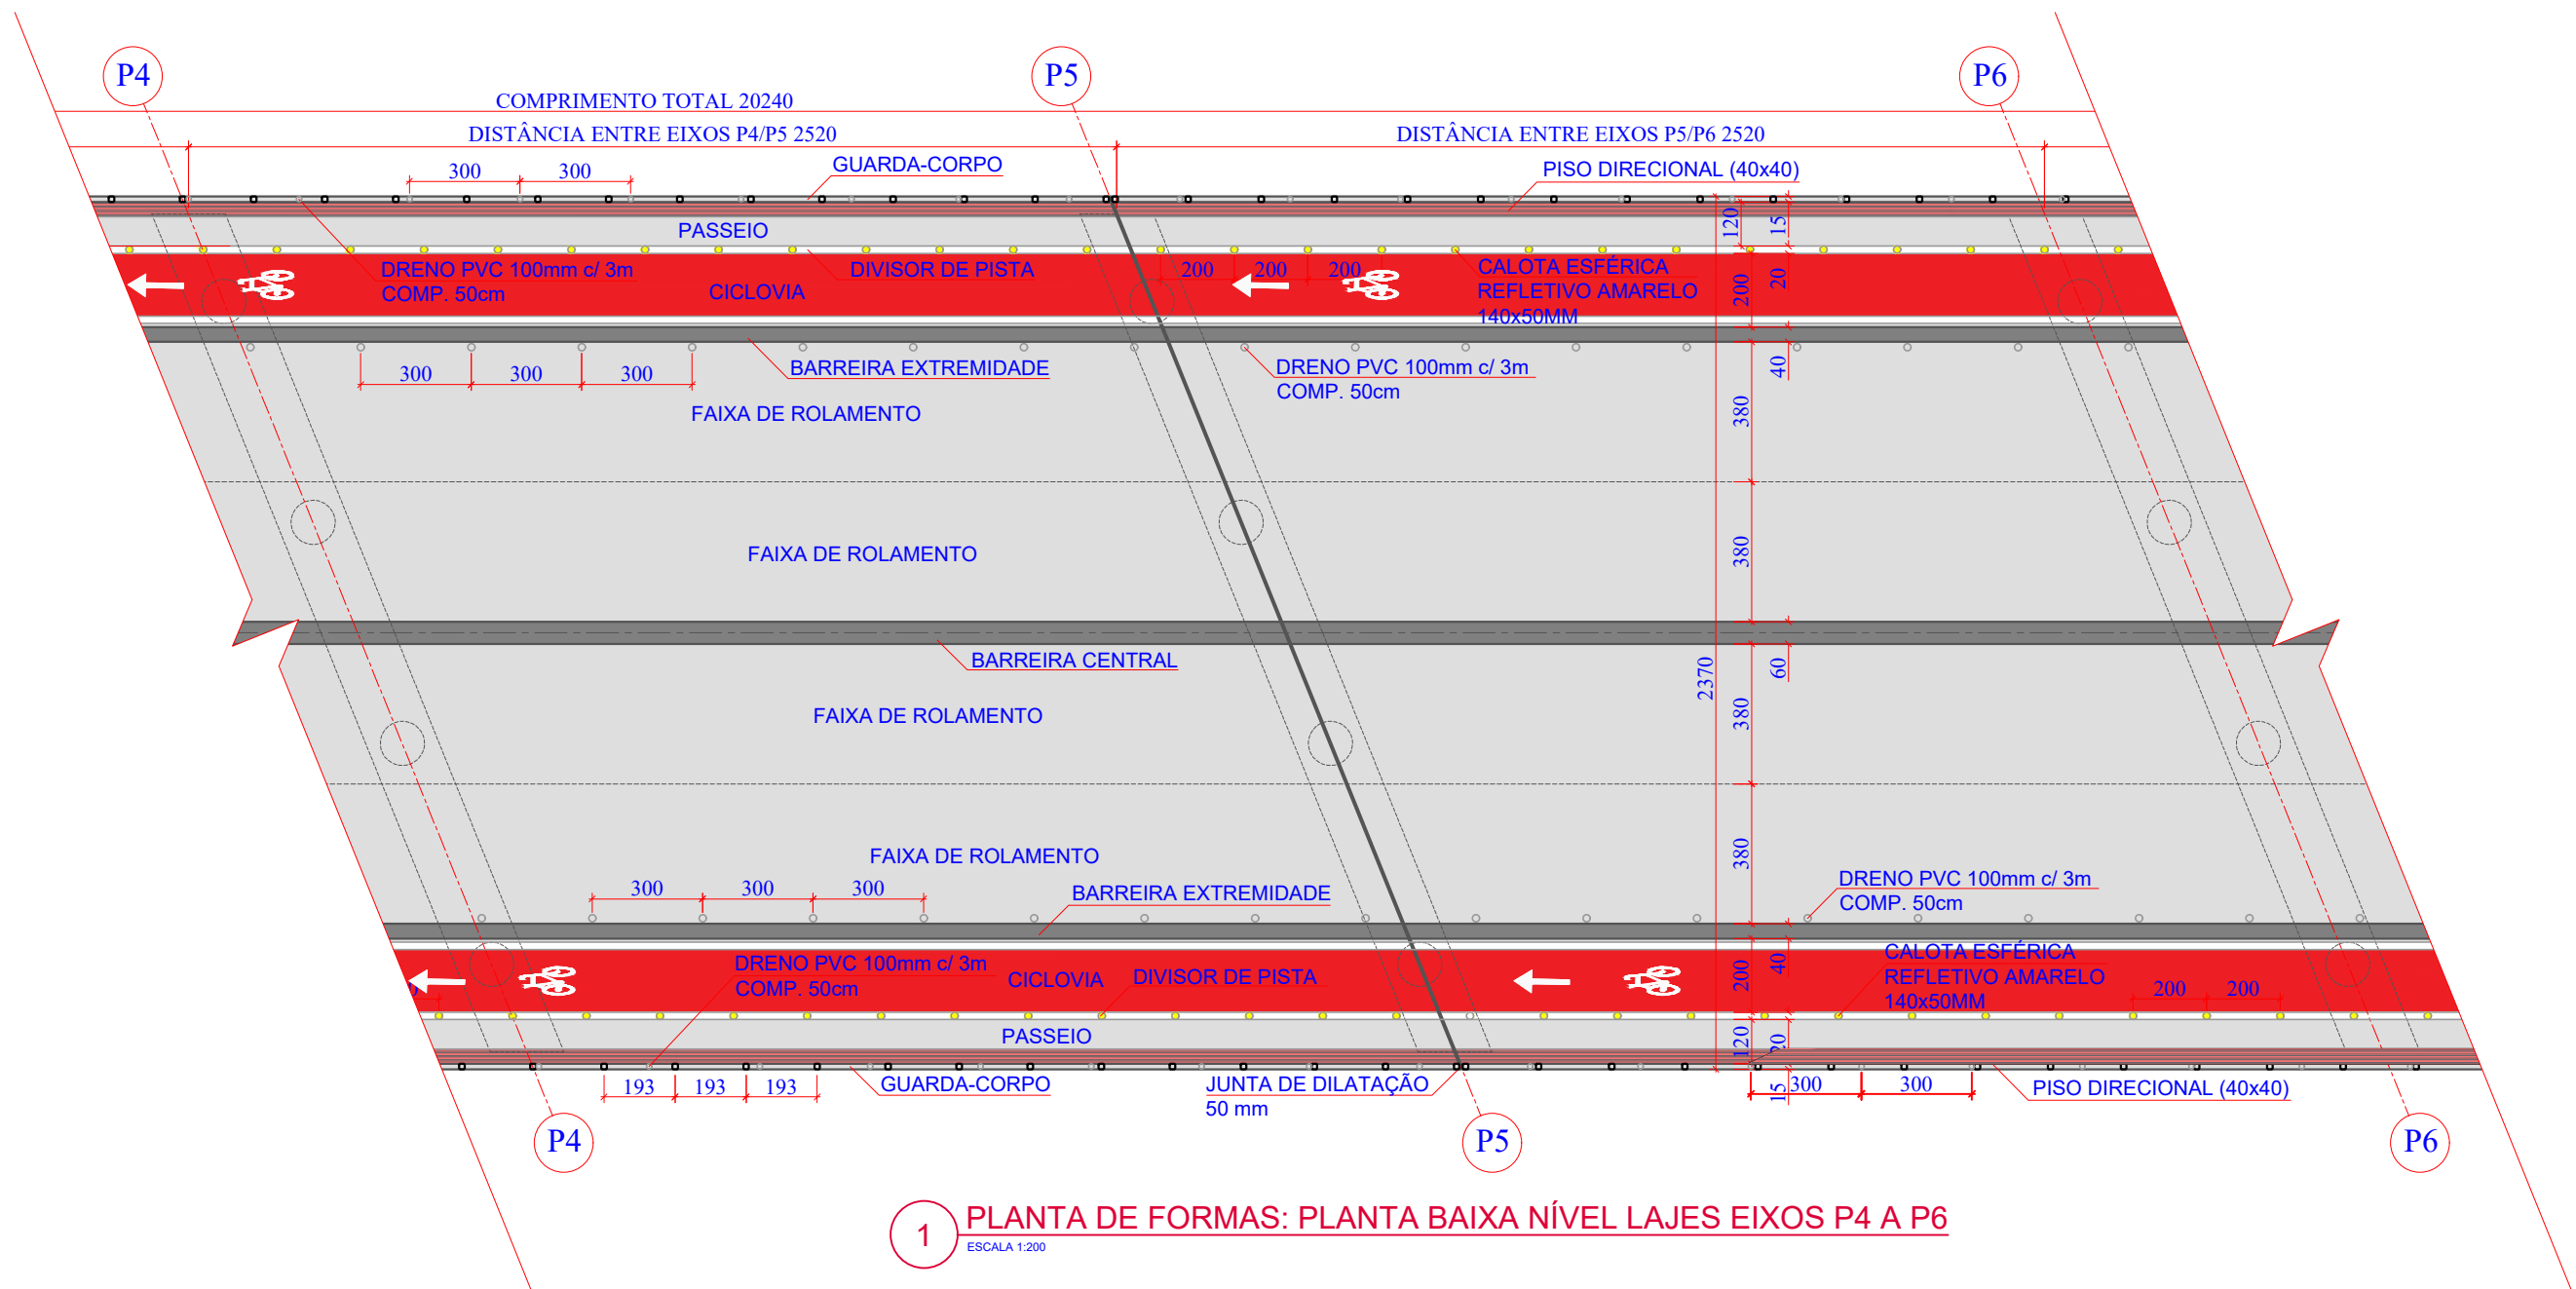 P4
P5
P6
COMPRIMENTO TOTAL 20240
DISTÂNCIA ENTRE EIXOS P4/P5 2520
DISTÂNCIA ENTRE EIXOS P5/P6 2520
300
300
GUARDA-CORPO
PISO DIRECIONAL (40x40)
PASSEIO
120
15
DRENO PVC 100mm c/ 3m
COMP. 50cm
CICLOVIA
DIVISOR DE PISTA
200
200
200
CALOTA ESFÉRICA
REFLETIVO AMARELO
140x50MM
200
20
300
300
300
BARREIRA EXTREMIDADE
DRENO PVC 100mm c/ 3m
COMP. 50cm
40
380
FAIXA DE ROLAMENTO
FAIXA DE ROLAMENTO
380
BARREIRA CENTRAL
2370
60
FAIXA DE ROLAMENTO
380
FAIXA DE ROLAMENTO
380
300
300
300
BARREIRA EXTREMIDADE
DRENO PVC 100mm c/ 3m
COMP. 50cm
DRENO PVC 100mm c/ 3m
COMP. 50cm
CICLOVIA
DIVISOR DE PISTA
200
40
CALOTA ESFÉRICA
REFLETIVO AMARELO
140x50MM
200
200
PASSEIO
120
20
193
193
193
GUARDA-CORPO
JUNTA DE DILATAÇÃO
50 mm
15
300
300
PISO DIRECIONAL (40x40)
P4
P5
P6
1
PLANTA DE FORMAS: PLANTA BAIXA NÍVEL LAJES EIXOS P4 A P6
ESCALA 1:200